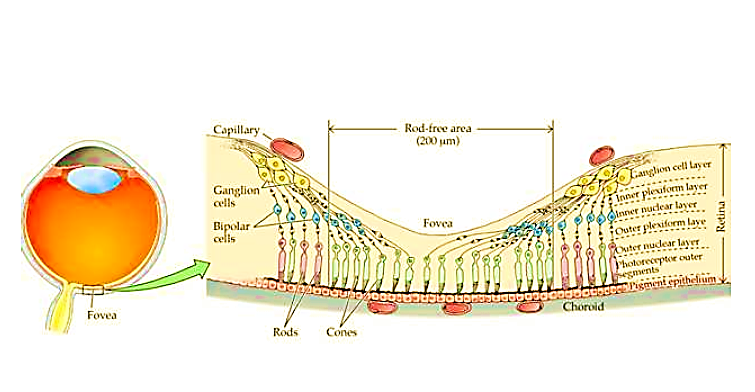 Capillary
Rod-free area
(200 µm)
Ganglion
cells
Bipolar
cells
Fovea
Ganglion cell layer
Inner plexiform layer
Inner nuclear layer
Outer plexiform laye
Outer nuclear layer
Photoreceptor outer
segments
Pigment epithelium
Retina
Choroid
Rods
Cones
Fovea